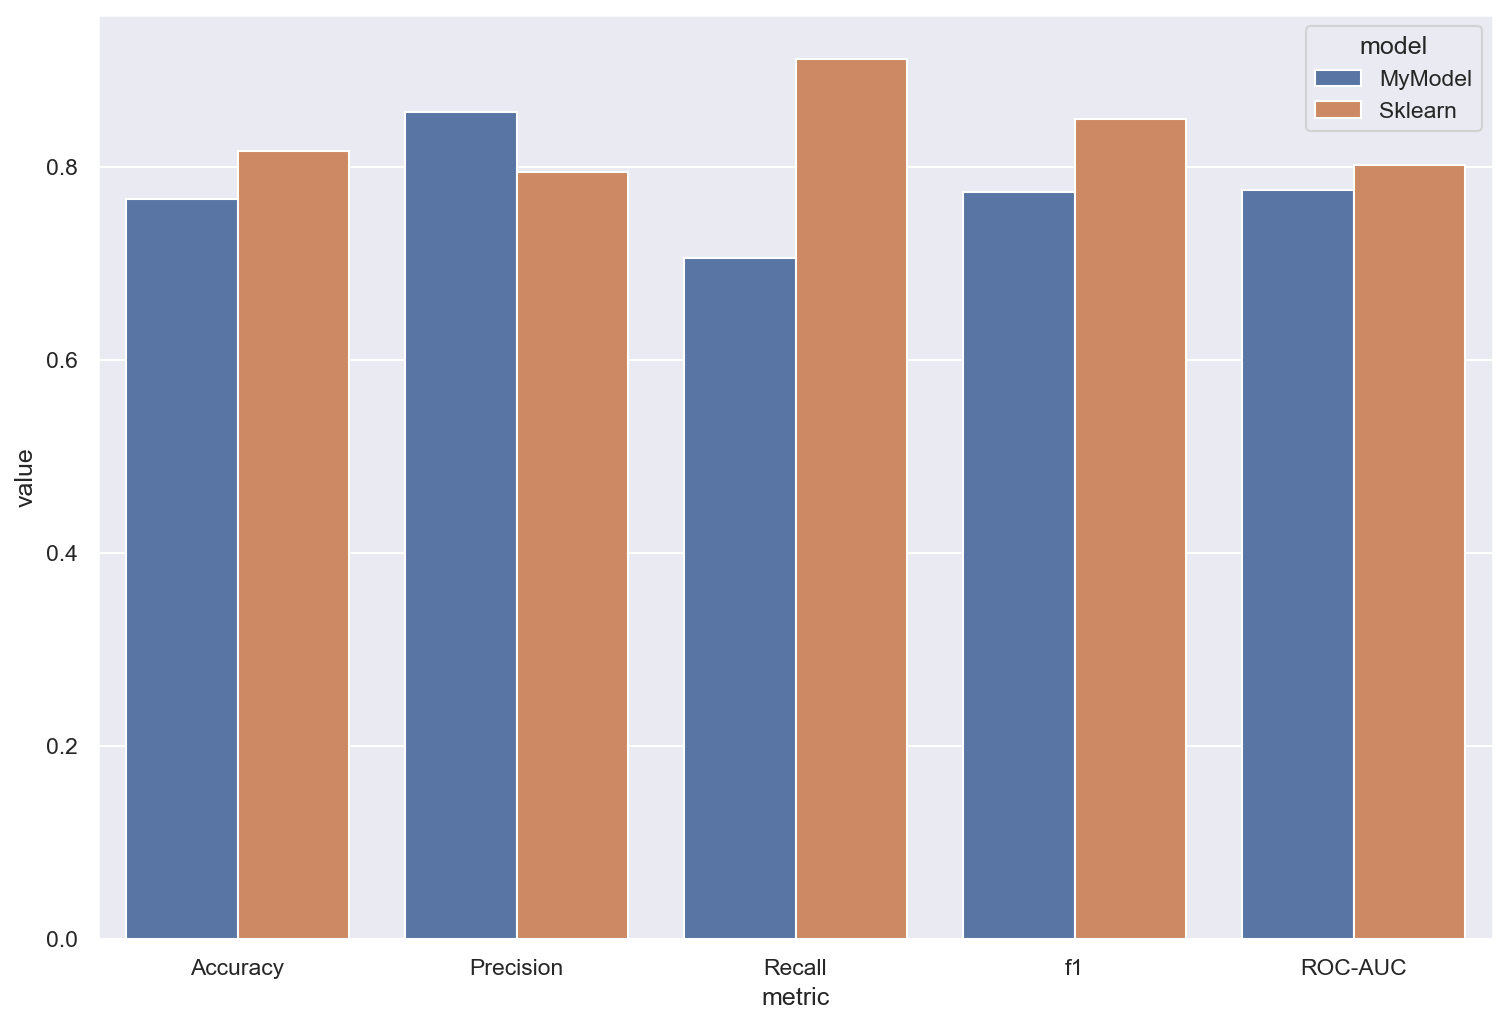 model
MyModel
Sklearn
0.8
0.6
0.4
0.2
0.0
value
Accuracy Precision Recall f1 ROC-AUC
metric